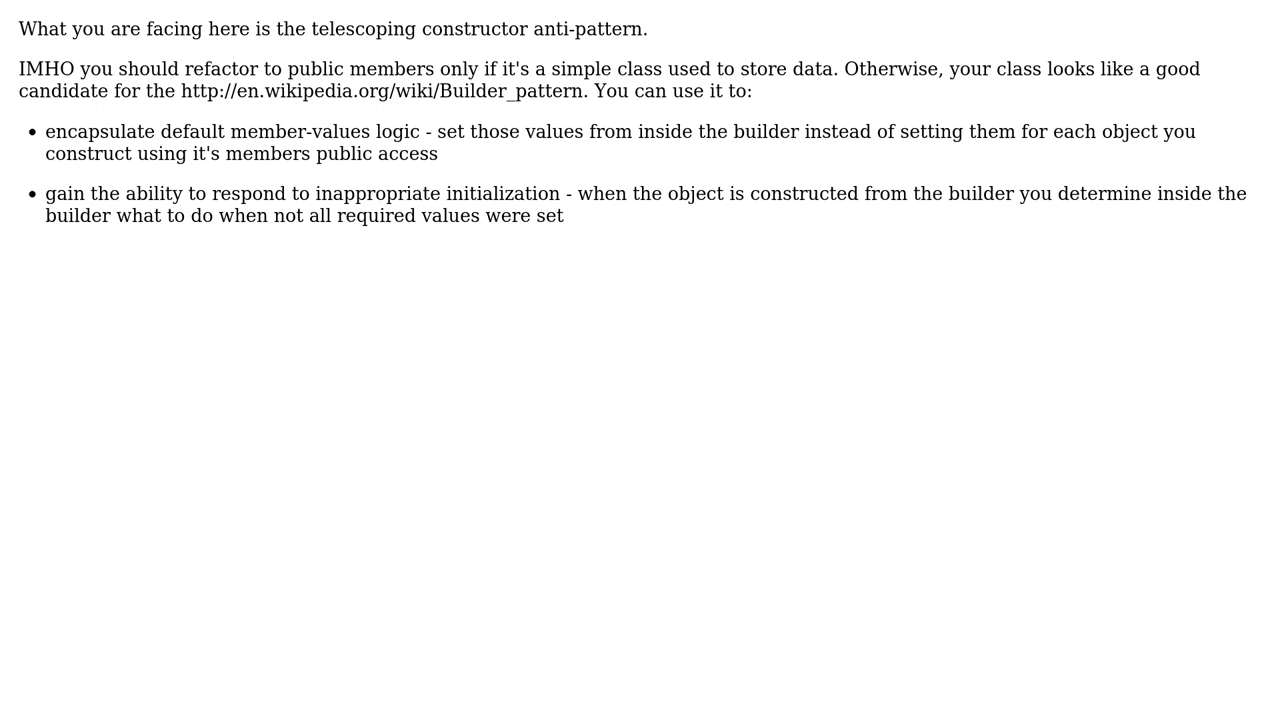 What you are facing here is the telescoping constructor anti-pattern.
IMHO you should refactor to public members only if it's a simple class used to store data. Otherwise, your class looks like a good
candidate for the http://en.wikipedia.org/wiki/Builder_pattern. You can use it to:
• encapsulate default member-values logic - set those values from inside the builder instead of setting them for each object you
construct using it's members public access
• gain the ability to respond to inappropriate initialization - when the object is constructed from the builder you determine inside the
builder what to do when not all required values were set